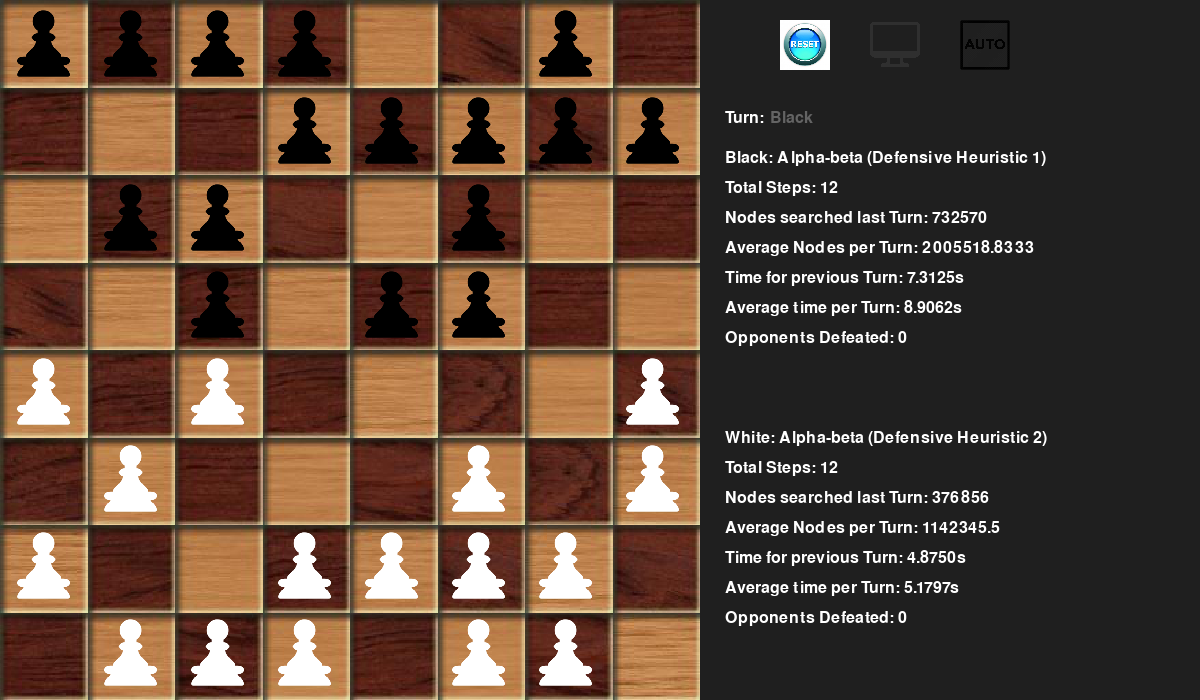 RESET
AUTO
Turn: Black
Black: Alpha-beta (Defensive Heuristic 1)
Total Steps: 12
Nodes searched last Turn: 732570
Average Nodes per Turn: 2005518.8333
Time for previous Turn: 7.3125s
Average time per Turn: 8.9062s
Opponents Defeated: 0
White: Alpha-beta (Defensive Heuristic 2)
Total Steps: 12
Nodes searched last Turn: 376856
Average Nodes per Turn: 1142345.5
Time for previous Turn: 4.8750s
Average time per Turn: 5.1797s
Opponents Defeated: 0